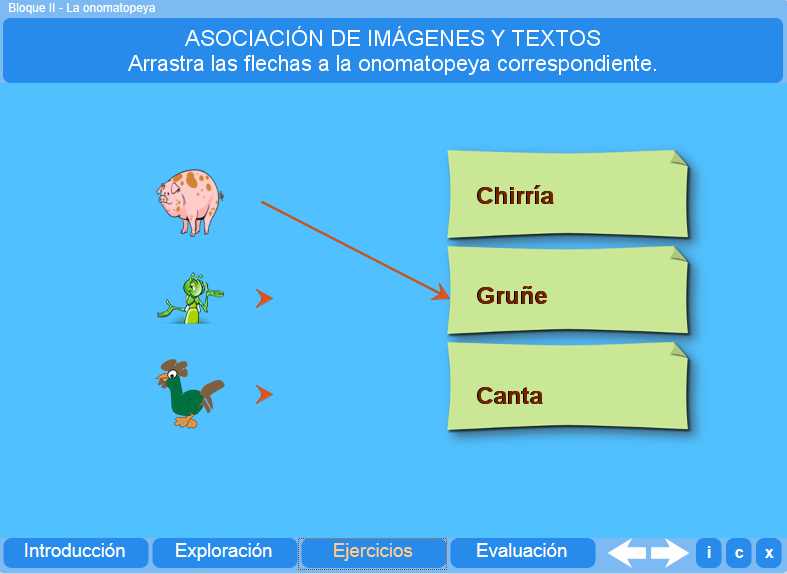 Bloque II - La onomatopeya
ASOCIACIÓN DE IMÁGENES Y TEXTOS
Arrastra las flechas a la onomatopeya correspondiente.
Chirría
Gruñe
Canta
Introducción Exploración Ejercicios Evaluación i c x